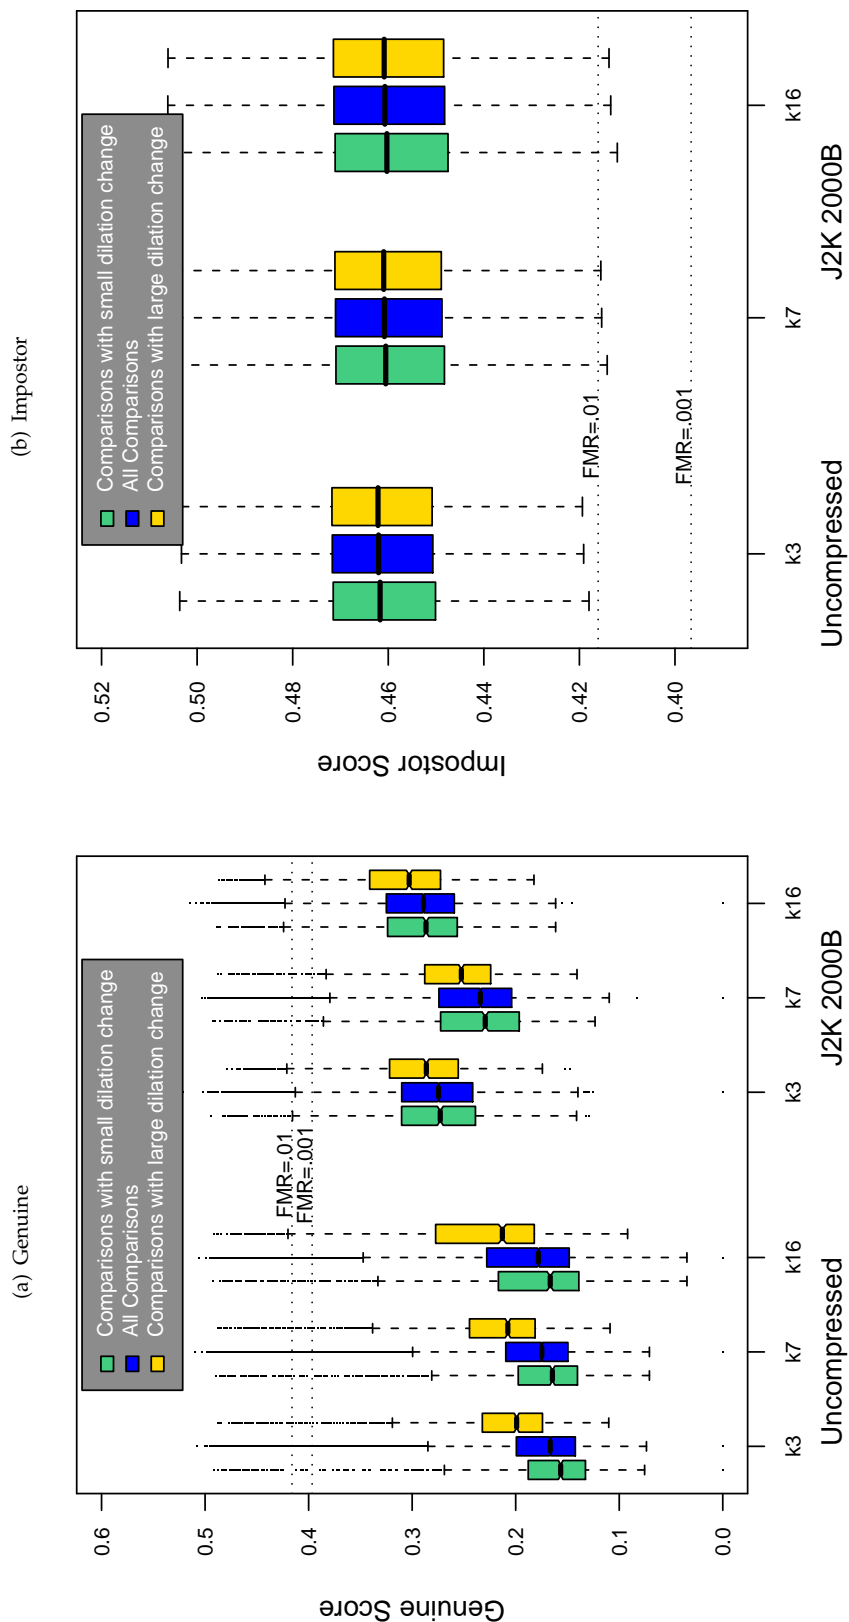 (a) Genuine
Genuine Score
0.0
0.1
0.2
0.3
0.4
0.5
0.6
Comparisons with small dilation change
All Comparisons
Comparisons with large dilation change
FMR=.01
FMR=.001
k3
k7
k16
k3
k7
k16
Uncompressed
J2K 2000B
(b) Impostor
Impostor Score
0.40
0.42
0.44
0.46
0.48
0.50
0.52
Comparisons with small dilation change
All Comparisons
Comparisons with large dilation change
FMR=.01
FMR=.001
k3
k7
k16
Uncompressed
J2K 2000B